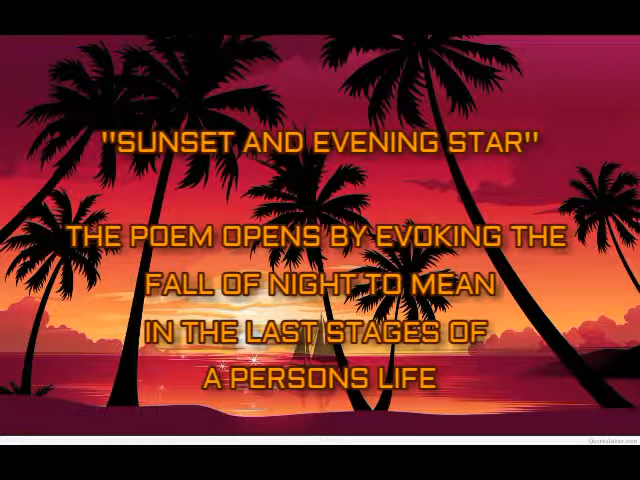 "SUNSET AND EVENING STAR"
THE POEM OPENS BY EVOKING THE
FALL OF NIGHT TO MEAN
IN THE LAST STAGES OF
A PERSONS LIFE